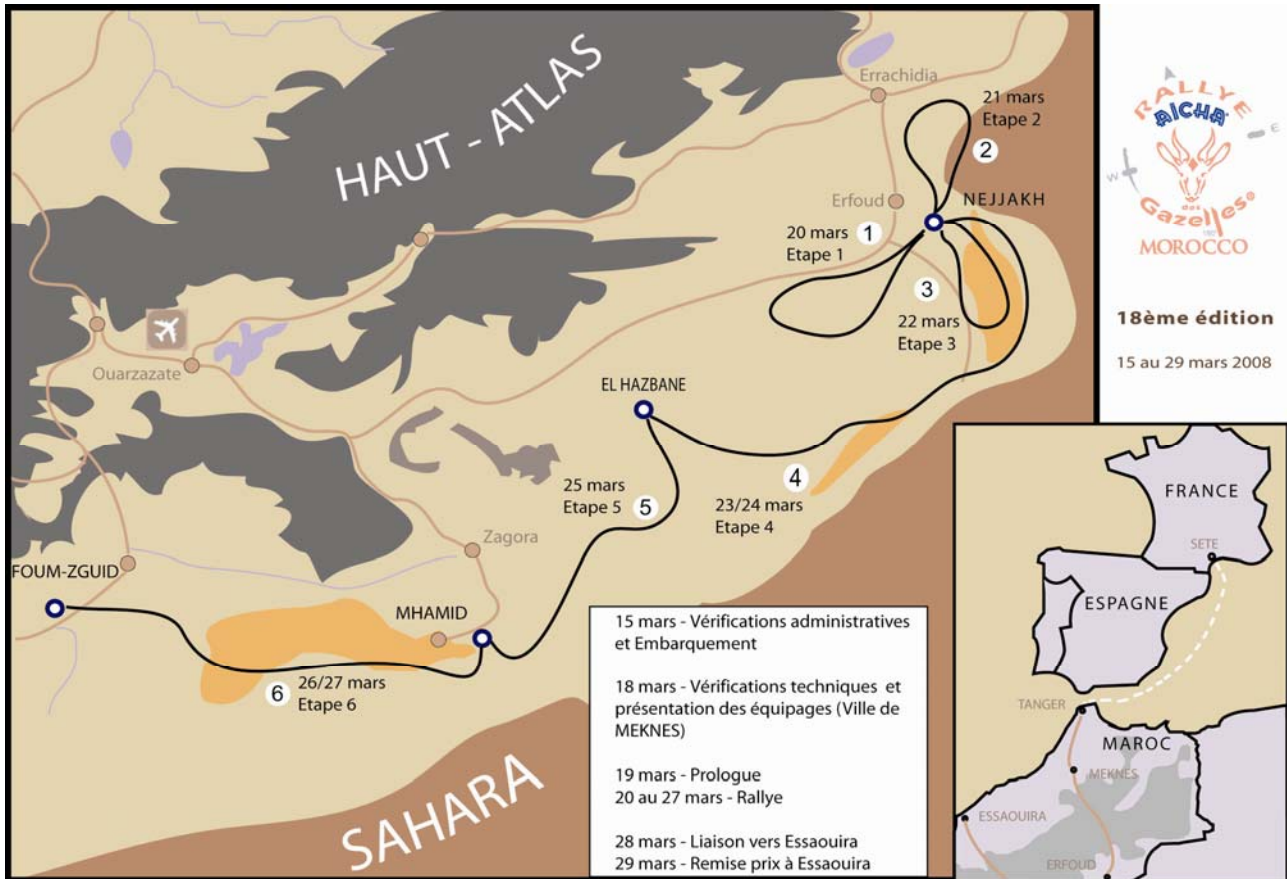 HAUT - ATLAS
Errachidia
21 mars
Etape 2
2
NEJJAKH
Erfoud
20 mars
Etape 1
1
3
22 mars
Etape 3
Ouarzazate
EL HAZBANE
25 mars
Etape 5
5
4
23/24 mars
Etape 4
Zagora
FOUM-ZGUID
MHAMID
6
26/27 mars
Etape 6
SAHARA
15 mars - Vérifications administratives
et Embarquement
18 mars - Vérifications techniques et
présentation des équipages (Ville de
MEKNES)
19 mars - Prologue
20 au 27 mars - Rallye
28 mars - Liaison vers Essaouira
29 mars - Remise prix à Essaouira
RALLYE
AICHA
W
E
des
Gazelles
MOROCCO
18ème édition
15 au 29 mars 2008
FRANCE
SETE
ESPAGNE
TANGER
MAROC
MEKNES
ESSAOUIRA
ERFOUD